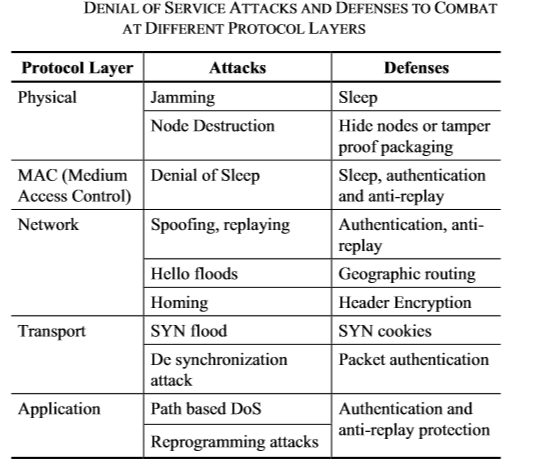 DENIAL OF SERVICE ATTACKS AND DEFENSES TO COMBAT
AT DIFFERENT PROTOCOL LAYERS
Protocol Layer Attacks Defenses
Physical Jamming Sleep
Node Destruction Hide nodes or tamper
proof packaging
MAC (Medium Denial of Sleep Sleep, authentication
Access Control) and anti-replay
Network Spoofing, replaying Authentication, anti-
replay
Hello floods Geographic routing
Homing Header Encryption
Transport SYN flood SYN cookies
De synchronization Packet authentication
attack
Application Path based DoS Authentication and
anti-replay protection
Reprogramming attacks